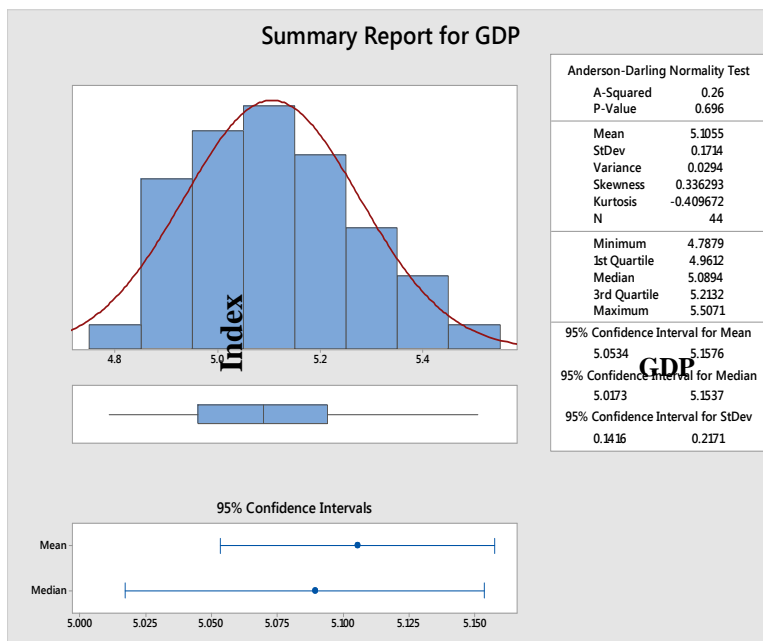 Summary Report for GDP
Anderson-Darling Normality Test
A-Squared 0.26
P-Value 0.696
Mean 5.1055
StDev 0.1714
Variance 0.0294
Skewness 0.336293
Kurtosis -0.409672
N 44
Minimum 4.7879
1st Quartile 4.9612
Median 5.0894
3rd Quartile 5.2132
Maximum 5.5071
95% Confidence Interval for Mean
5.0534 5.1576
GDP
95% Confidence Interval for Median
5.0173 5.1537
95% Confidence Interval for StDev
0.1416 0.2171
Index
4.8 5.0 5.2 5.4
95% Confidence Intervals
Mean
Median
5.000 5.025 5.050 5.075 5.100 5.125 5.150